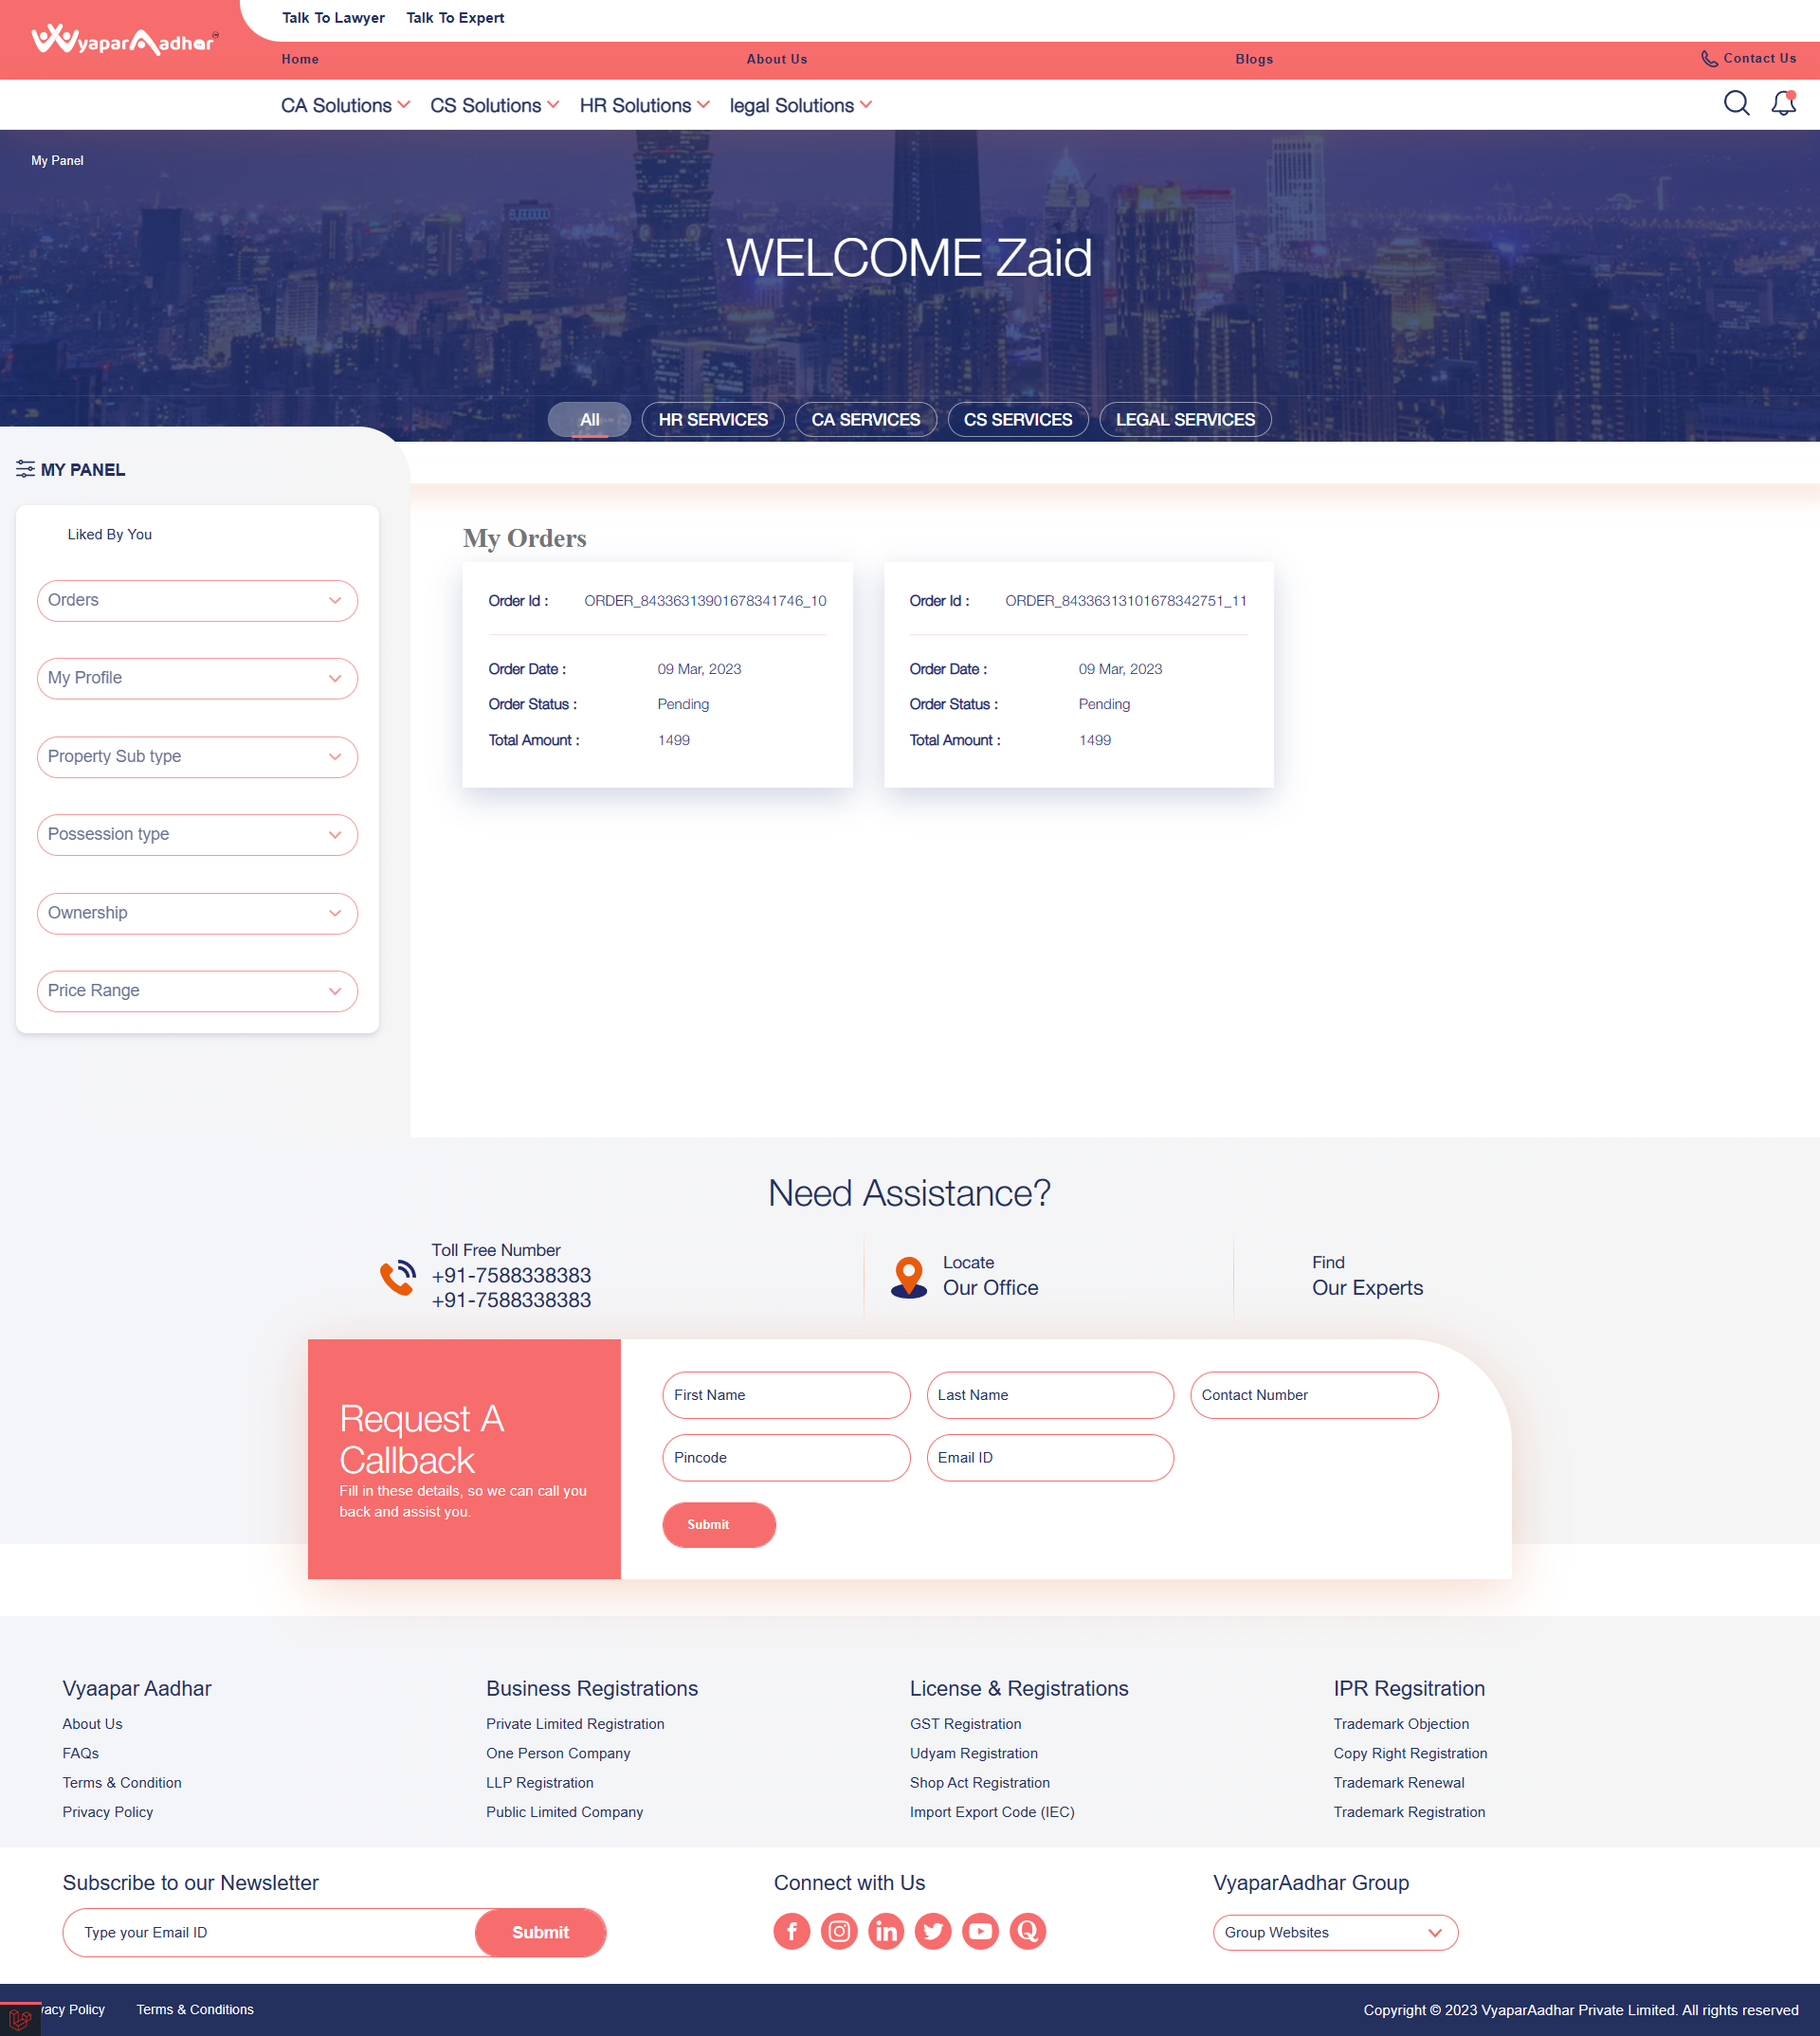 VyaparAadhar
Talk To Lawyer Talk To Expert
Home About Us Blogs Contact Us
CA Solutions CS Solutions HR Solutions legal Solutions
My Panel
WELCOME Zaid
All HR SERVICES CA SERVICES CS SERVICES LEGAL SERVICES
MY PANEL
Liked By You
Orders
My Profile
Property Sub type
Possession type
Ownership
Price Range
My Orders
Order Id : ORDER_84336313901678341746_10
Order Date : 09 Mar, 2023
Order Status : Pending
Total Amount : 1499
Order Id : ORDER_84336313101678342751_11
Order Date : 09 Mar, 2023
Order Status : Pending
Total Amount : 1499
Need Assistance?
Toll Free Number
+91-7588338383
+91-7588338383
Locate
Our Office
Find
Our Experts
Request A
Callback
Fill in these details, so we can call you
back and assist you.
First Name Last Name Contact Number
Pincode Email ID
Submit
Vyaapar Aadhar
About Us
FAQs
Terms & Condition
Privacy Policy
Business Registrations
Private Limited Registration
One Person Company
LLP Registration
Public Limited Company
License & Registrations
GST Registration
Udyam Registration
Shop Act Registration
Import Export Code (IEC)
IPR Regsitration
Trademark Objection
Copy Right Registration
Trademark Renewal
Trademark Registration
Subscribe to our Newsletter
Type your Email ID Submit
Connect with Us
VyaparAadhar Group
Group Websites
vacy Policy Terms & Conditions Copyright © 2023 VyaparAadhar Private Limited. All rights reserved